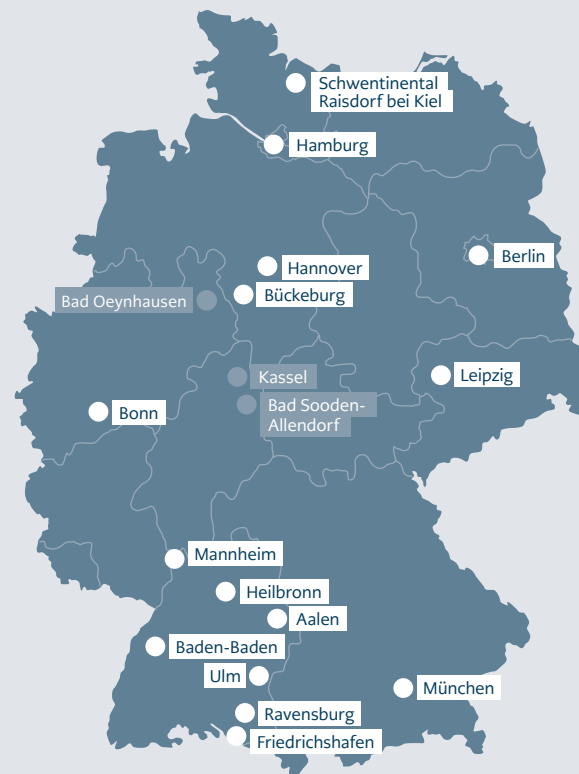 Schwentinental
Raisdorf bei Kiel
Hamburg
Berlin
Hannover
Bückeburg
Bad Oeynhausen
Kassel
Leipzig
Bad Sooden-
Allendorf
Bonn
Mannheim
Heilbronn
Aalen
Baden-Baden
Ulm
München
Ravensburg
Friedrichshafen